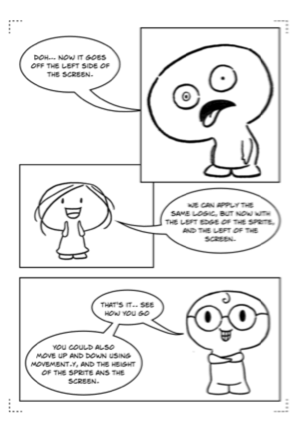 DOH... NOW IT GOES
OFF THE LEFT SIDE OF
THE SCREEN.
WE CAN APPLY THE
SAME LOGIC, BUT NOW WITH
THE LEFT EDGE OF THE SPRITE,
AND THE LEFT OF THE
SCREEN.
THAT'S IT.. SEE
HOW YOU GO
YOU COULD ALSO
MOVE UP AND DOWN USING
MOVEMENT.Y, AND THE HEIGHT
OF THE SPRITE ANS THE
SCREEN.